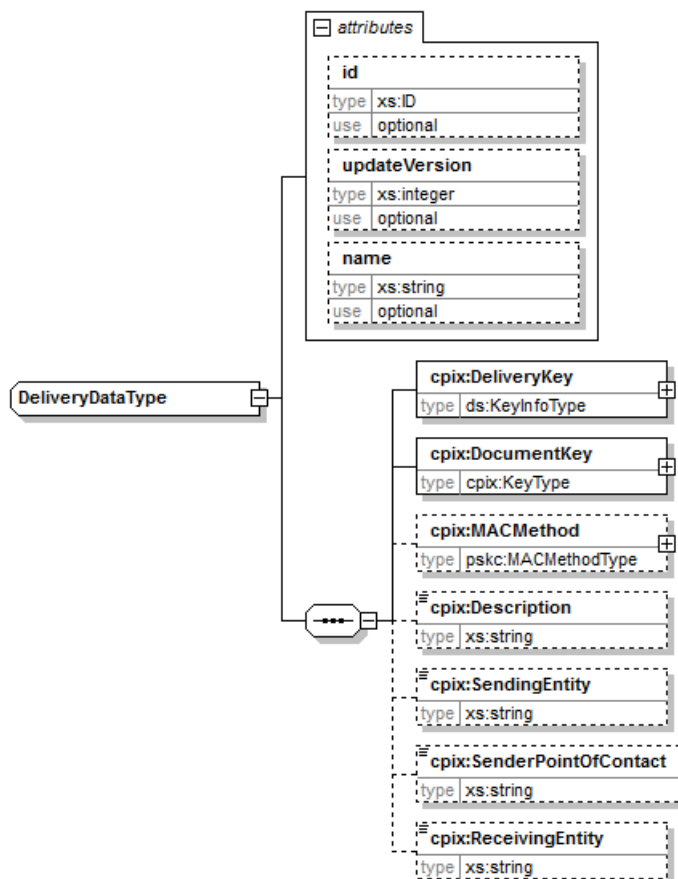 attributes
id
type xs:ID
use optional
updateVersion
type xs:integer
use optional
name
type xs:string
use optional
DeliveryDataType
cpix:DeliveryKey
type ds:KeyInfoType
cpix:DocumentKey
type cpix:KeyType
cpix:MACMethod
type pskc:MACMethodType
cpix:Description
type xs:string
cpix:SendingEntity
type xs:string
cpix:SenderPointOfContact
type xs:string
cpix:ReceivingEntity
type xs:string